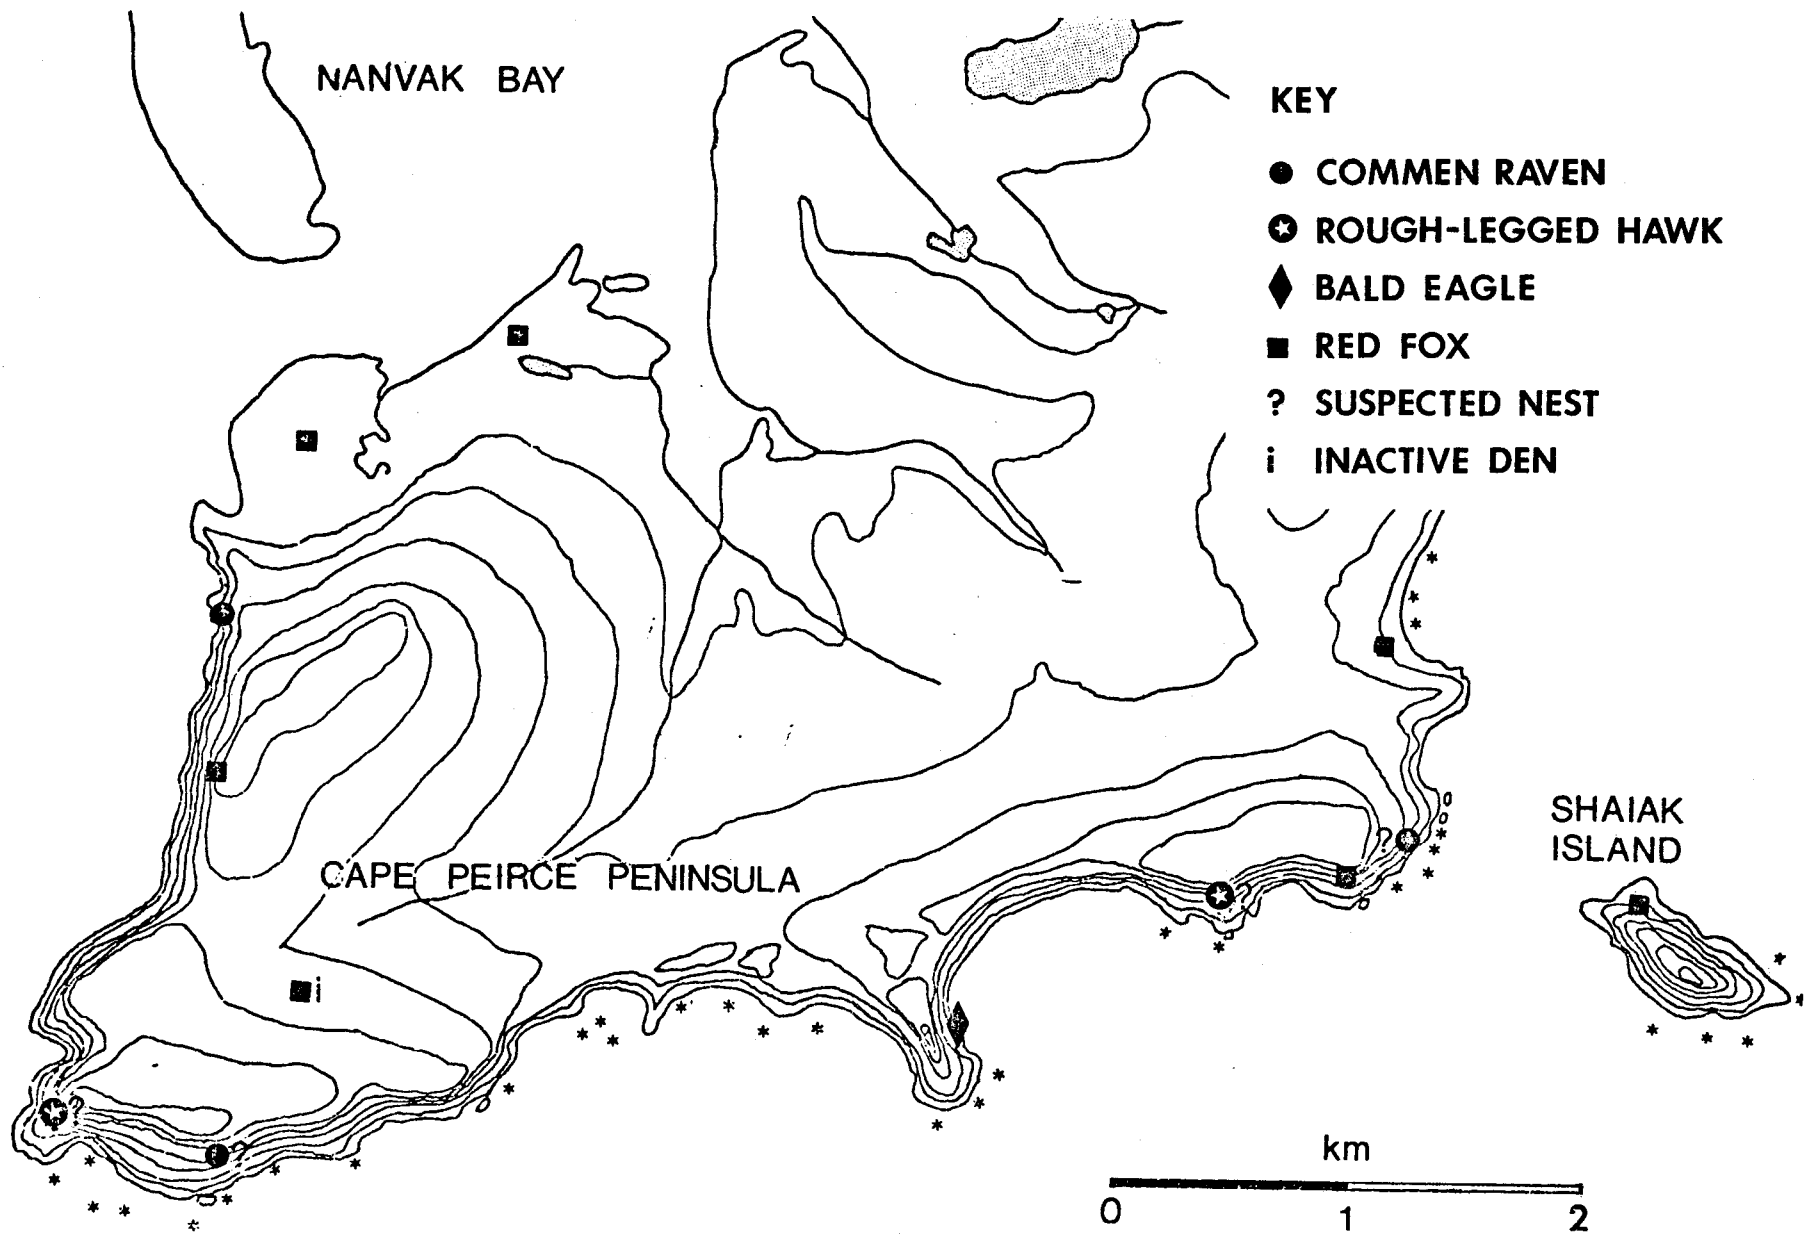 NANVAK BAY
KEY
COMMEN RAVEN
ROUGH-LEGGED HAWK
BALD EAGLE
RED FOX
? SUSPECTED NEST
i INACTIVE DEN
?
SHAIAK
ISLAND
CAPE PEIRCE PENINSULA
?
i
?
?
km
0 1 2